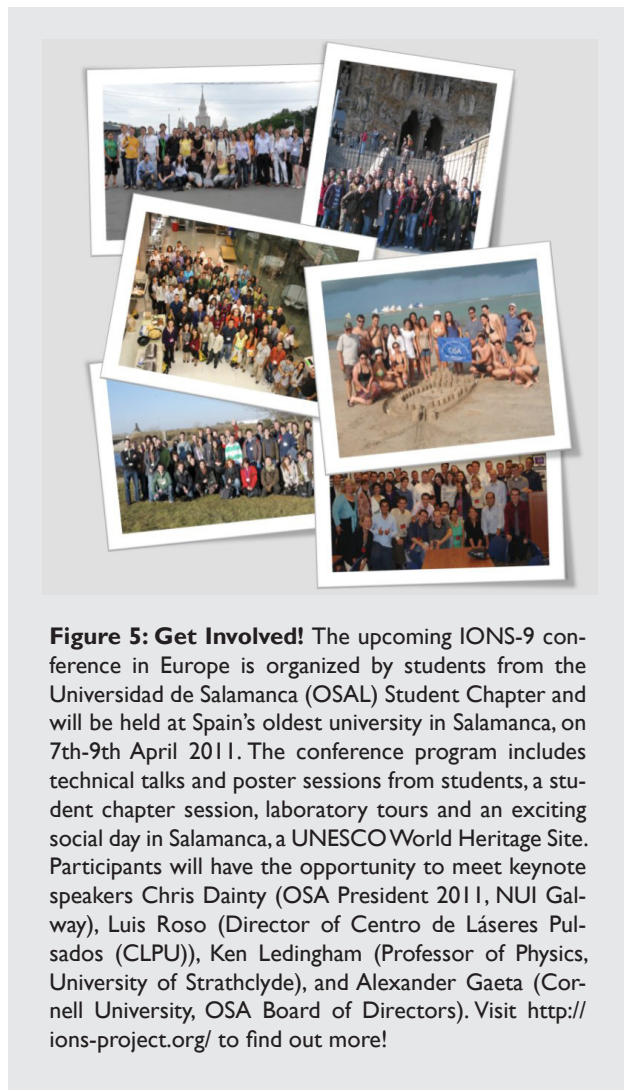 OSA
Figure 5: Get Involved! The upcoming IONS-9 con-
ference in Europe is organized by students from the
Universidad de Salamanca (OSAL) Student Chapter and
will be held at Spain's oldest university in Salamanca, on
7th-9th April 2011. The conference program includes
technical talks and poster sessions from students, a stu-
dent chapter session, laboratory tours and an exciting
social day in Salamanca, a UNESCO World Heritage Site.
Participants will have the opportunity to meet keynote
speakers Chris Dainty (OSA President 2011, NUI Gal-
way), Luis Roso (Director of Centro de Láseres Pul-
sados (CLPU)), Ken Ledingham (Professor of Physics,
University of Strathclyde), and Alexander Gaeta (Cor-
nell University, OSA Board of Directors). Visit http://
ions-project.org/ to find out more!